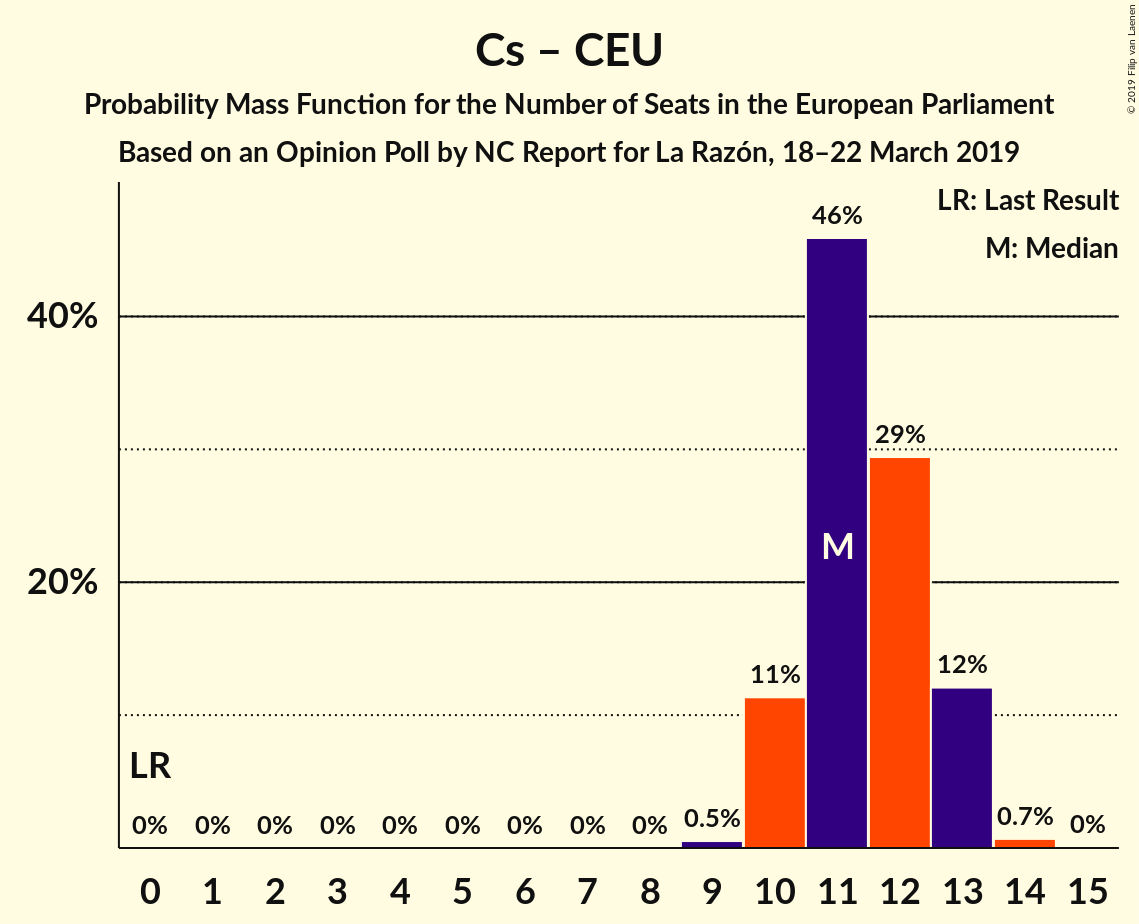 Cs – CEU
Probability Mass Function for the Number of Seats in the European Parliament
Based on an Opinion Poll by NC Report for La Razón, 18–22 March 2019
© 2019 Filip van Laenen
LR: Last Result
M: Median
46%
40%
29%
M
20%
12%
11%
LR
0% 0% 0% 0% 0% 0% 0% 0% 0% 0.5% 0.7% 0%
0 1 2 3 4 5 6 7 8 9 10 11 12 13 14 15